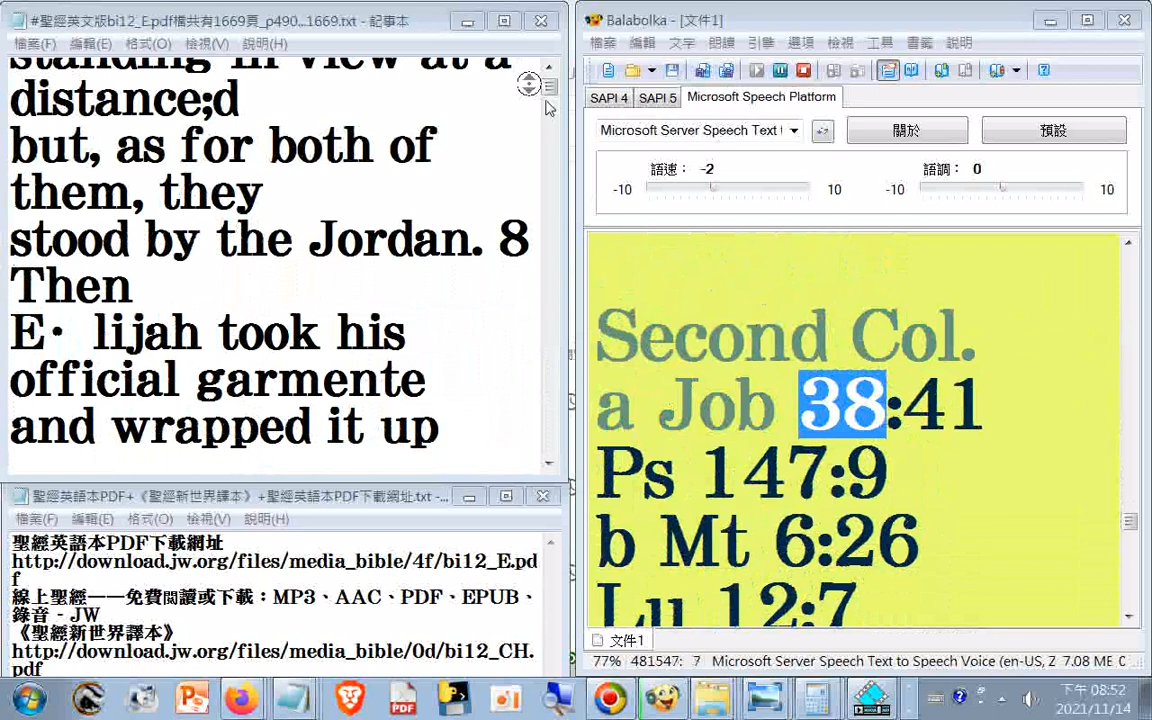 #聖經英文版bi12_E.pdf檔共有1669頁_p490...1669.txt - 記事本
檔案(F) 編輯(E) 格式(O) 檢視(V) 說明(H)
standing in view at a
distance;d
but, as for both of
them, they
stood by the Jordan. 8
Then
E· lijah took his
official garmente
and wrapped it up
聖經英語本PDF+《聖經新世界譯本》+聖經英語本PDF下載網址.txt - ...
檔案(F) 編輯(E) 格式(O) 檢視(V) 說明(H)
聖經英語本PDF下載網址
http://download.jw.org/files/media_bible/4f/bi12_E.pd
f
線上聖經——免費閱讀或下載：MP3、AAC、PDF、EPUB、
錄音 - JW
《聖經新世界譯本》
http://download.jw.org/files/media_bible/0d/bi12_CH.
pdf
Balabolka - [文件1]
檔案 編輯 文字 朗讀 引擎 選項 檢視 工具 書籤 說明
SAPI 4 SAPI 5 Microsoft Speech Platform
Microsoft Server Speech Text 關於 預設
語速： -2 語調： 0
-10 10 -10 10
Second Col.
a Job 38:41
Ps 147:9
b Mt 6:26
Lu 12:7
文件1
77% 481547: 7 Microsoft Server Speech Text to Speech Voice (en-US, Z 7.08 MB
PDF
下午 08:52
2021/11/14